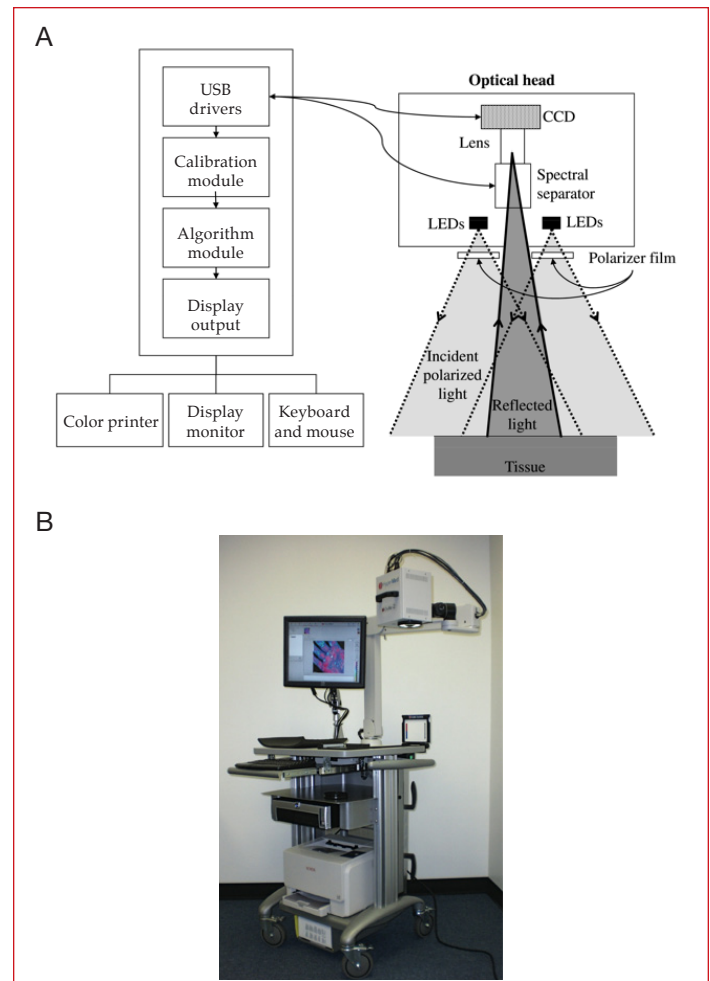 A
USB
drivers
Calibration
module
Algorithm
module
Display
output
Color printer
Display
monitor
Keyboard
and mouse
Optical head
CCD
Lens
Spectral
separator
LEDs
LEDs
Polarizer film
Incident
polarized
light
Reflected
light
Tissue
B